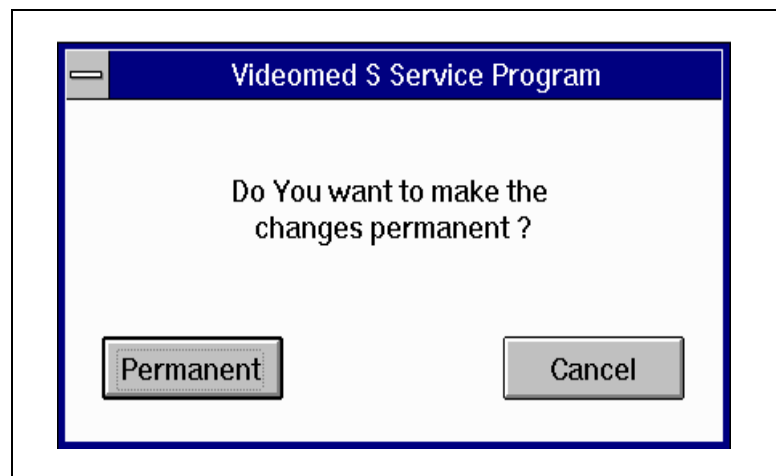 Videomed S Service Program
Do You want to make the
changes permanent ?
Permanent
Cancel